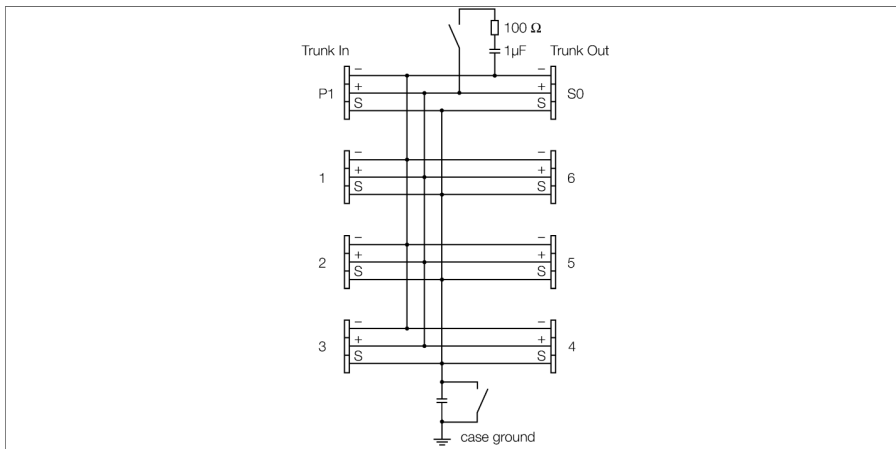 100 Ω
1µF
Trunk In
Trunk Out
P1
−
+
S
−
+
S
S0
1
−
+
S
−
+
S
6
2
−
+
S
−
+
S
5
3
−
+
S
−
+
S
4
case ground